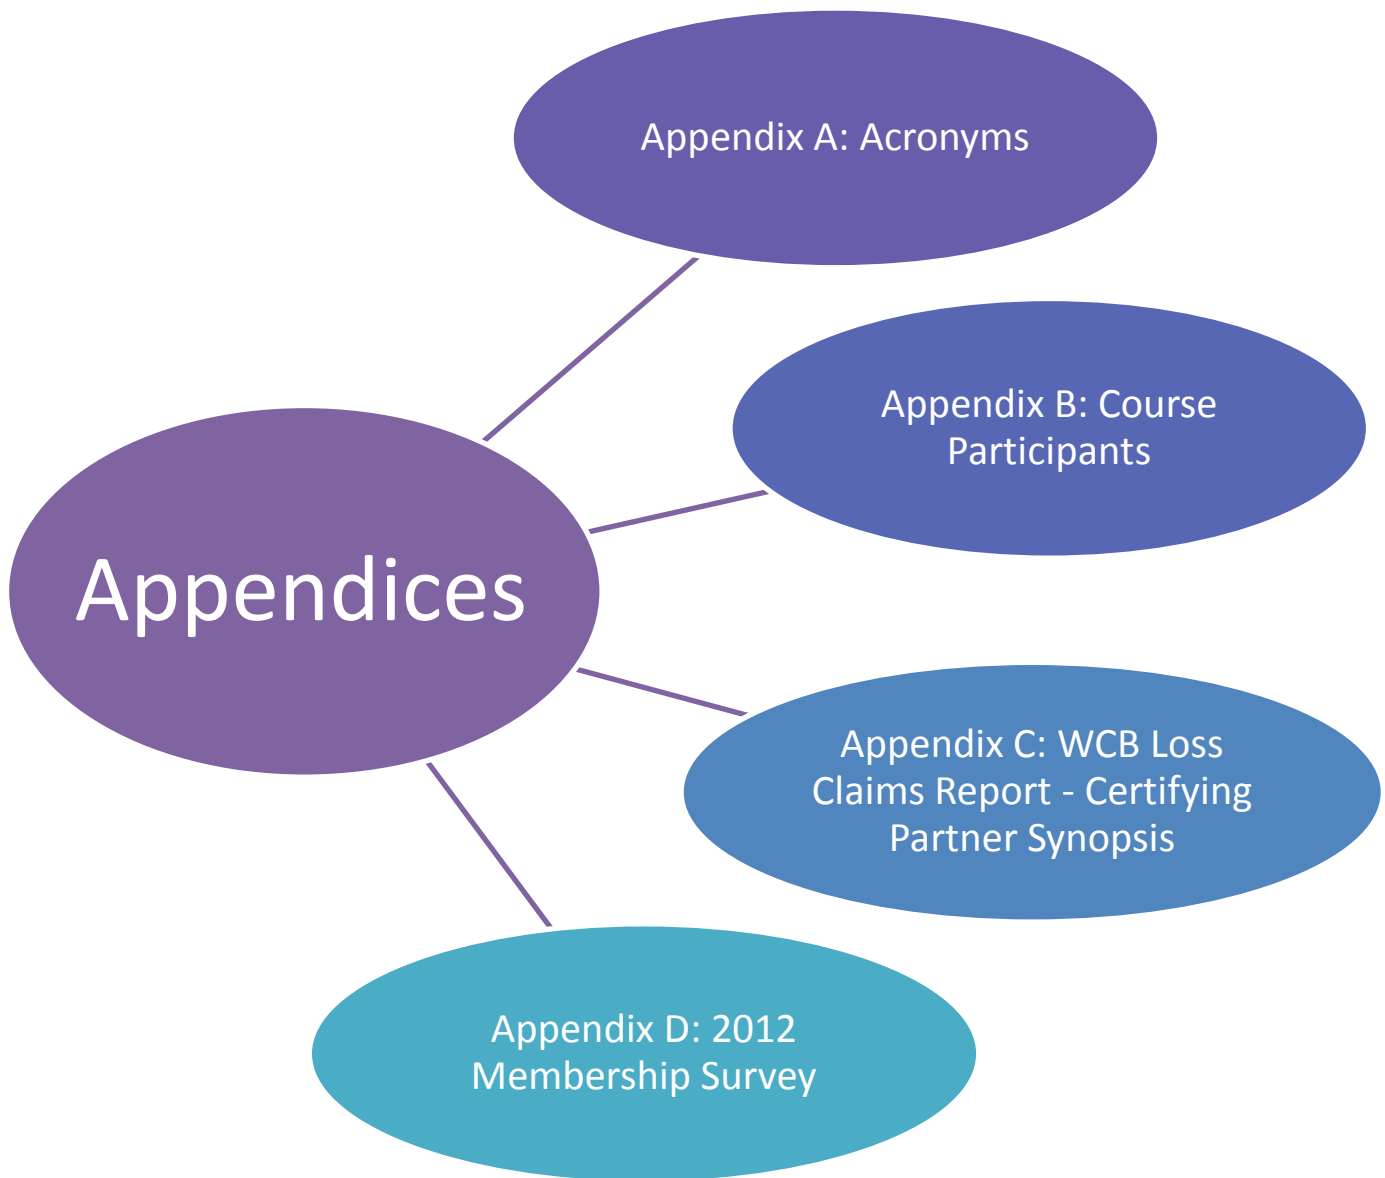 Appendix A: Acronyms
Appendix B: Course
Participants
Appendices
Appendix C: WCB Loss
Claims Report - Certifying
Partner Synopsis
Appendix D: 2012
Membership Survey